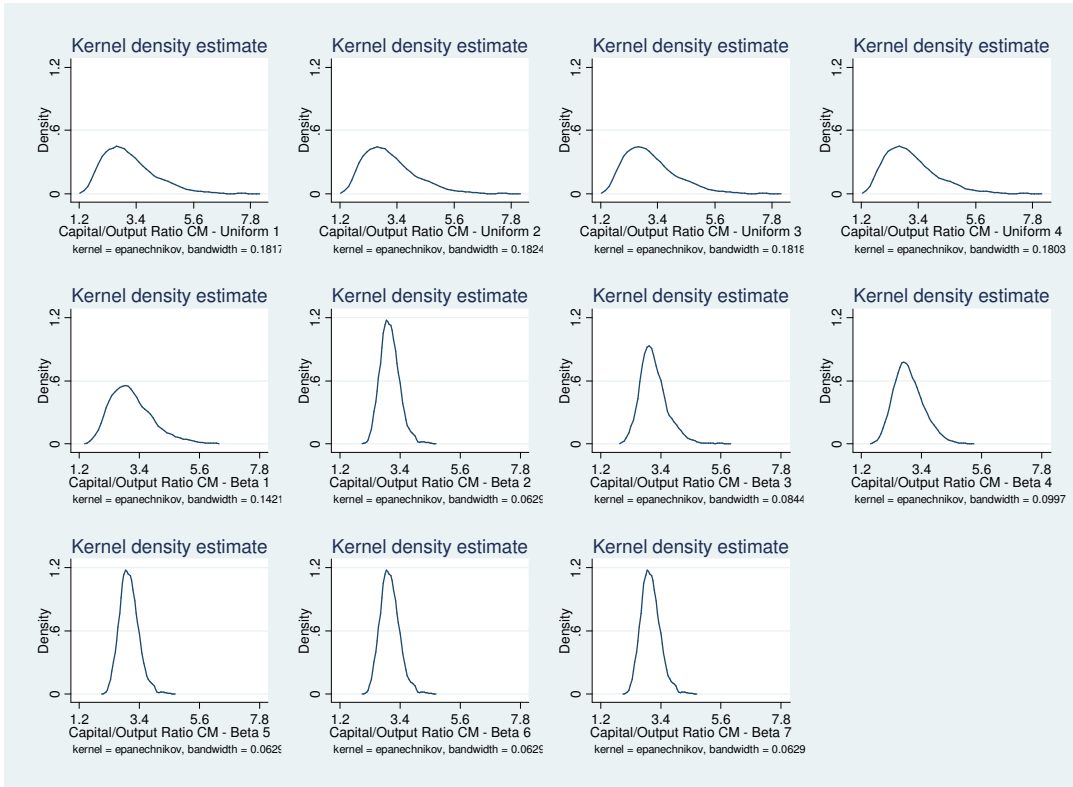 Kernel density estimate
1.2
.6
0
Density
1.2 3.4 5.6 7.8
Capital/Output Ratio CM - Uniform 1
kernel = epanechnikov, bandwidth = 0.1817
Kernel density estimate
1.2
.6
0
Density
1.2 3.4 5.6 7.8
Capital/Output Ratio CM - Uniform 2
kernel = epanechnikov, bandwidth = 0.1824
Kernel density estimate
1.2
.6
0
Density
1.2 3.4 5.6 7.8
Capital/Output Ratio CM - Uniform 3
kernel = epanechnikov, bandwidth = 0.1818
Kernel density estimate
1.2
.6
0
Density
1.2 3.4 5.6 7.8
Capital/Output Ratio CM - Uniform 4
kernel = epanechnikov, bandwidth = 0.1803
Kernel density estimate
1.2
.6
0
Density
1.2 3.4 5.6 7.8
Capital/Output Ratio CM - Beta 1
kernel = epanechnikov, bandwidth = 0.1421
Kernel density estimate
1.2
.6
0
Density
1.2 3.4 5.6 7.8
Capital/Output Ratio CM - Beta 2
kernel = epanechnikov, bandwidth = 0.0629
Kernel density estimate
1.2
.6
0
Density
1.2 3.4 5.6 7.8
Capital/Output Ratio CM - Beta 3
kernel = epanechnikov, bandwidth = 0.0844
Kernel density estimate
1.2
.6
0
Density
1.2 3.4 5.6 7.8
Capital/Output Ratio CM - Beta 4
kernel = epanechnikov, bandwidth = 0.0997
Kernel density estimate
1.2
.6
0
Density
1.2 3.4 5.6 7.8
Capital/Output Ratio CM - Beta 5
kernel = epanechnikov, bandwidth = 0.0629
Kernel density estimate
1.2
.6
0
Density
1.2 3.4 5.6 7.8
Capital/Output Ratio CM - Beta 6
kernel = epanechnikov, bandwidth = 0.0629
Kernel density estimate
1.2
.6
0
Density
1.2 3.4 5.6 7.8
Capital/Output Ratio CM - Beta 7
kernel = epanechnikov, bandwidth = 0.0629